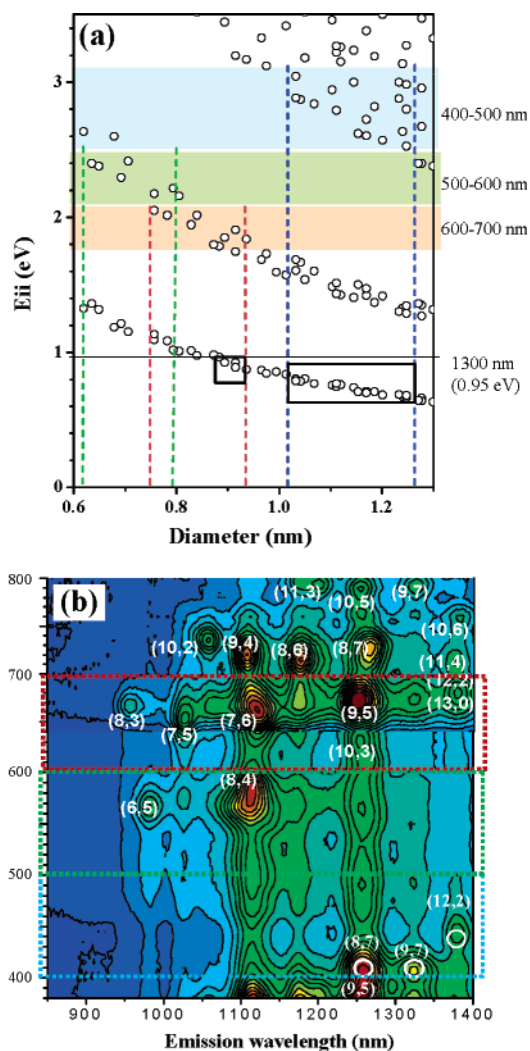 (a)
3
2
1
0
Eii (eV)
0.6 0.8 1.0 1.2
Diameter (nm)
400-500 nm
500-600 nm
600-700 nm
1300 nm
(0.95 eV)
(b)
800
700
600
500
400
(11,3) (10,5) (9,7)
(10,2) (9,4) (8,6) (8,7) (10,6)
(11,4)
(13,0)
(8,3) (7,5) (7,6) (9,5)
(10,3)
(8,4)
(6,5)
(12,2)
(8,7) (9,7)
(9,5)
900 1000 1100 1200 1300 1400
Emission wavelength (nm)